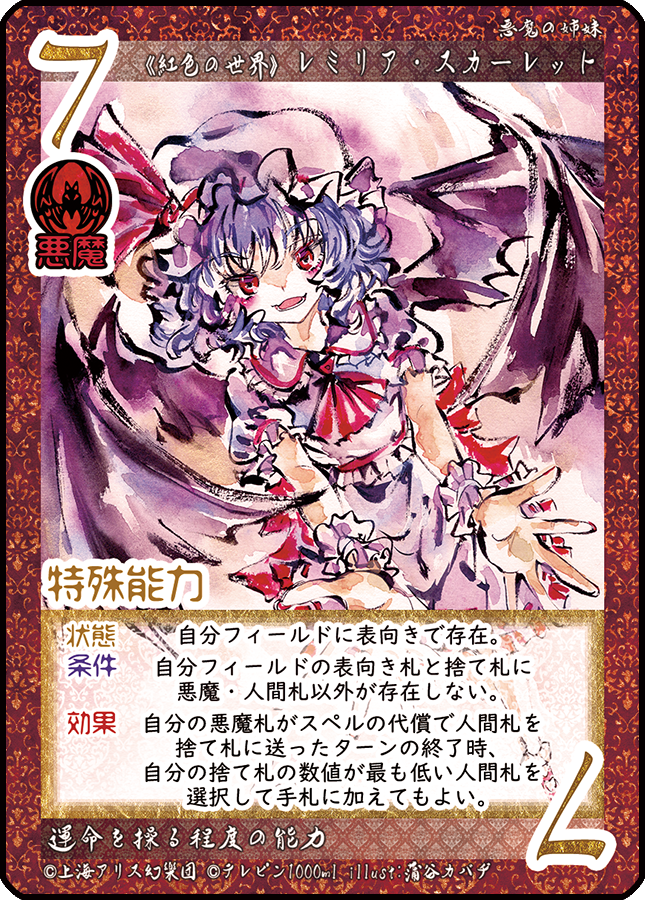 悪魔の姉妹
7
《紅色の世界》 レミリア・スカーレット
悪魔
特殊能力
状態
自分フィールドに表向きで存在。
条件
自分フィールドの表向き札と捨て札に
悪魔・人間札以外が存在しない。
効果
自分の悪魔札がスペルの代償で人間札を
捨て札に送ったターンの終了時、
自分の捨て札の数値が最も低い人間札を
選択して手札に加えてもよい。
7
運命を操る程度の能力
©上海アリス幻樂団 ©テレピン1000ml illust:蒲谷カバヂ